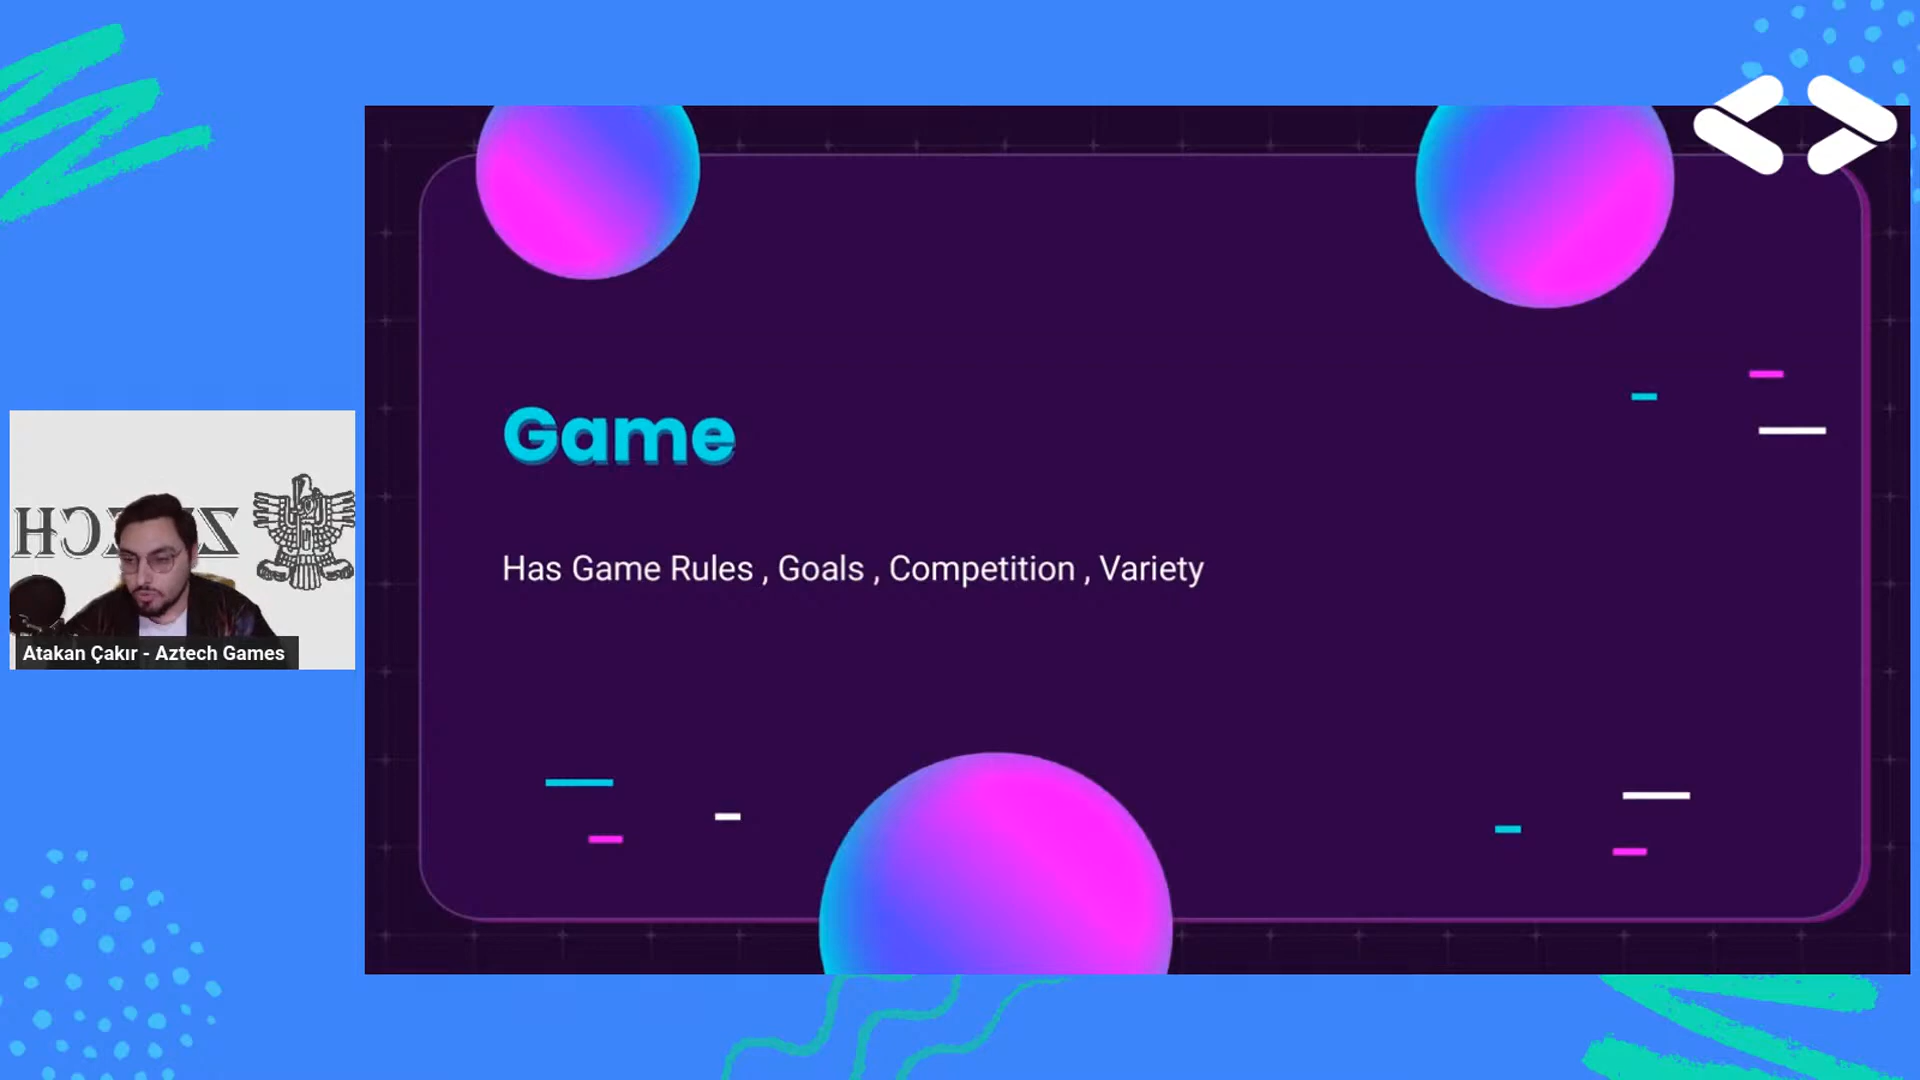 Game
Has Game Rules , Goals , Competition , Variety
Atakan Çakır - Aztech Games